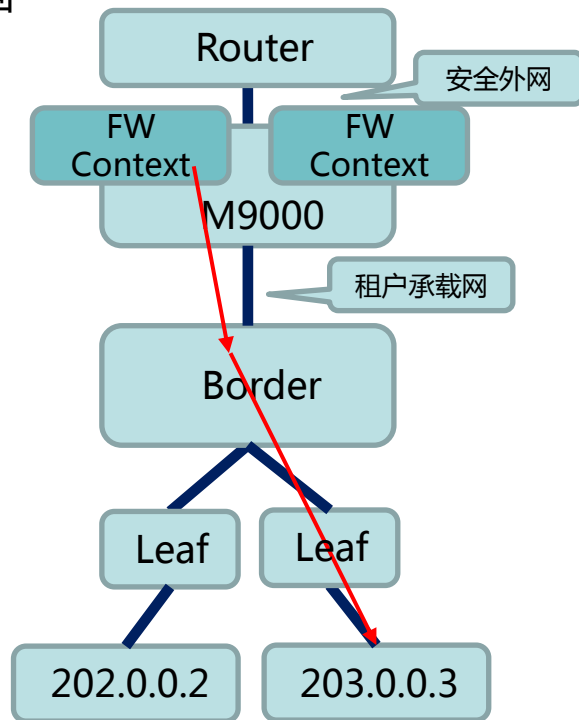 Router
安全外网
FW
Context
FW
Context
M9000
租户承载网
Border
Leaf
Leaf
202.0.0.2
203.0.0.3